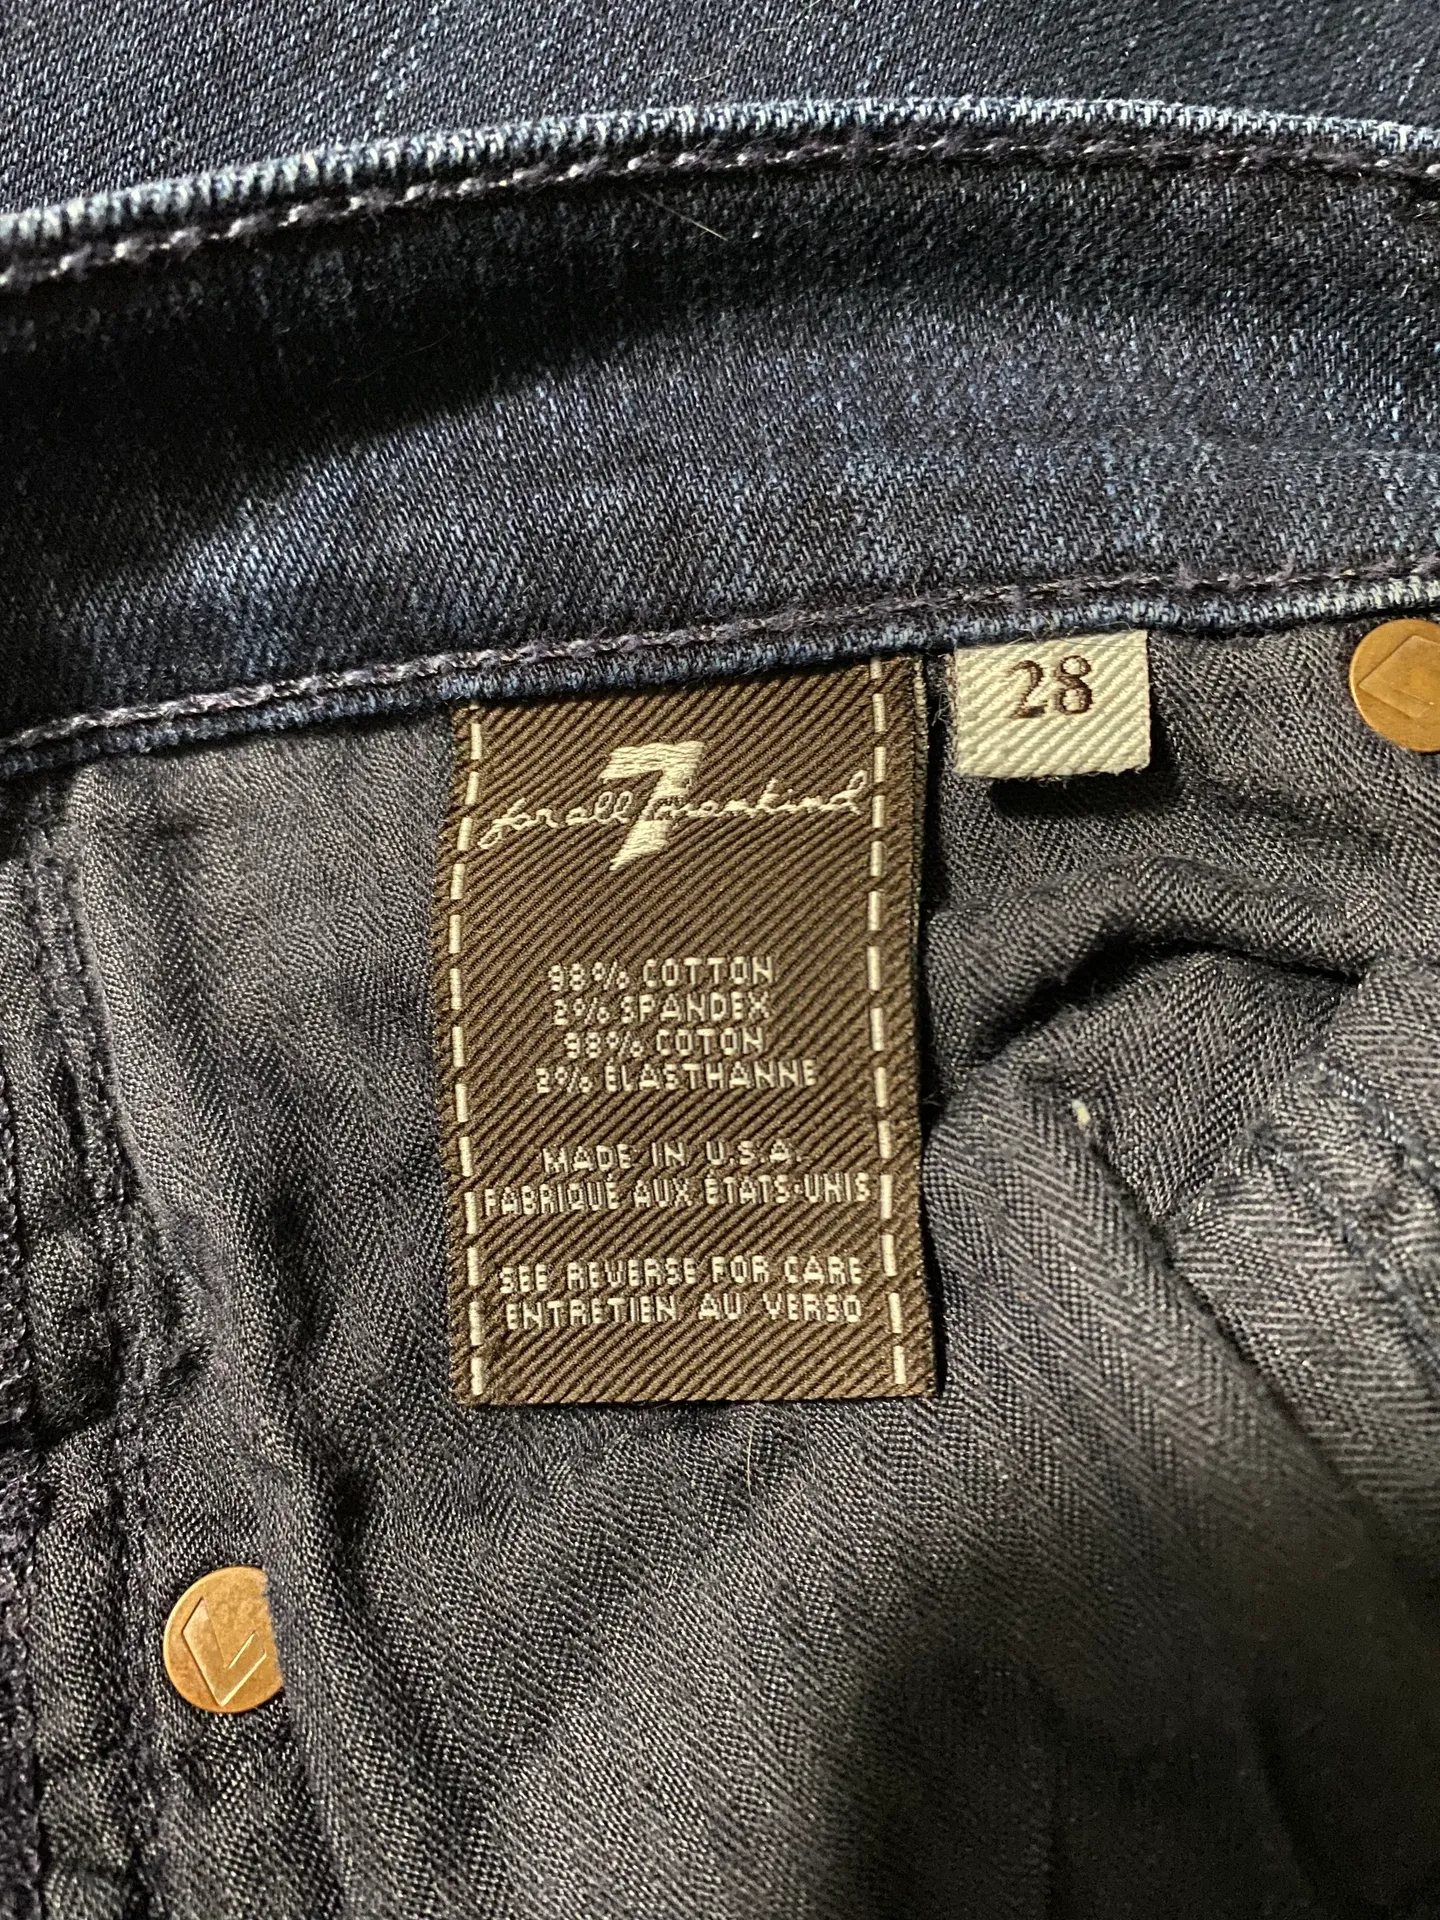 28
7
for all mankind
98% COTTON
2% SPANDEX
98% COTON
2% ÉLASTHANNE
MADE IN U.S.A.
FABRIQUÉ AUX ÉTATS-UNIS
SEE REVERSE FOR CARE
ENTRETIEN AU VERSO